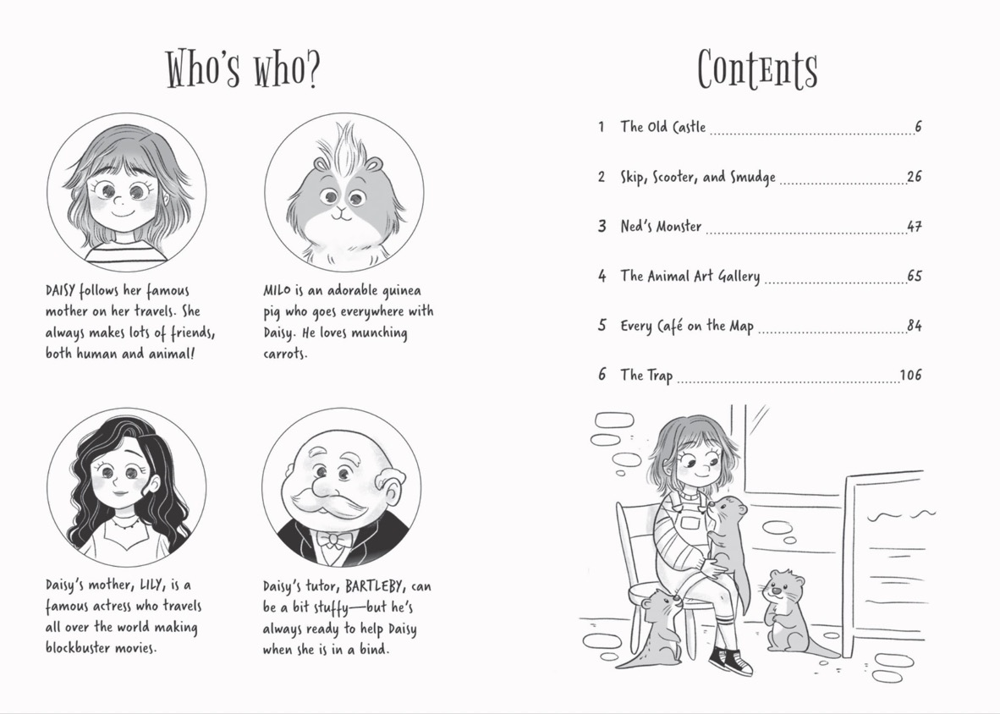 Who's who?
DAISY follows her famous
mother on her travels. She
always makes lots of friends,
both human and animal!
MILO is an adorable guinea
pig who goes everywhere with
Daisy. He loves munching
carrots.
Daisy's mother, LILY, is a
famous actress who travels
all over the world making
blockbuster movies.
Daisy's tutor, BARTLEBY, can
be a bit stuffy—but he's
always ready to help Daisy
when she is in a bind.
Contents
1 The Old Castle 6
2 Skip, Scooter, and Smudge 26
3 Ned's Monster 47
4 The Animal Art Gallery 65
5 Every Café on the Map 84
6 The Trap 106